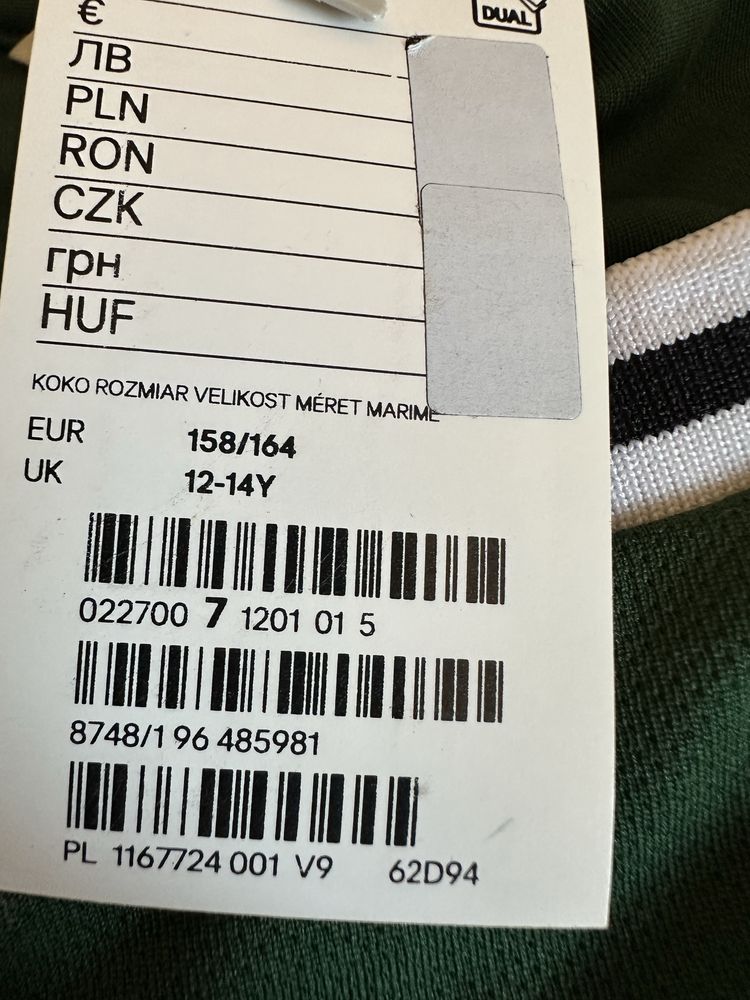 DUAL
€
ЛВ
PLN
RON
CZK
грн
HUF
KOKO ROZMIAR VELIKOST MÉRET MARIME
EUR 158/164
UK 12-14Y
022700 7 1201 01 5
8748/1 96 485981
PL 1167724 001 V9 62D94